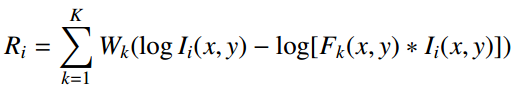 R_i = \sum_{k=1}^{K} W_k(\log I_i(x, y) − \log[F_k(x, y) ∗ I_i(x, y)])